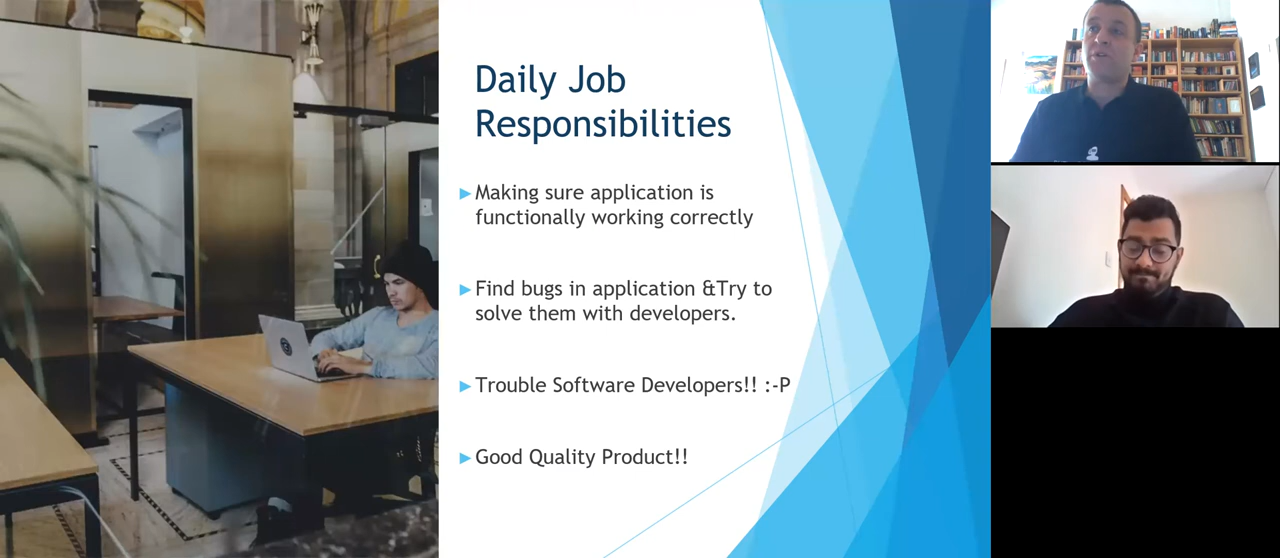 Daily Job
Responsibilities
Making sure application is
functionally working correctly
Find bugs in application &Try to
solve them with developers.
Trouble Software Developers!! :-P
Good Quality Product!!